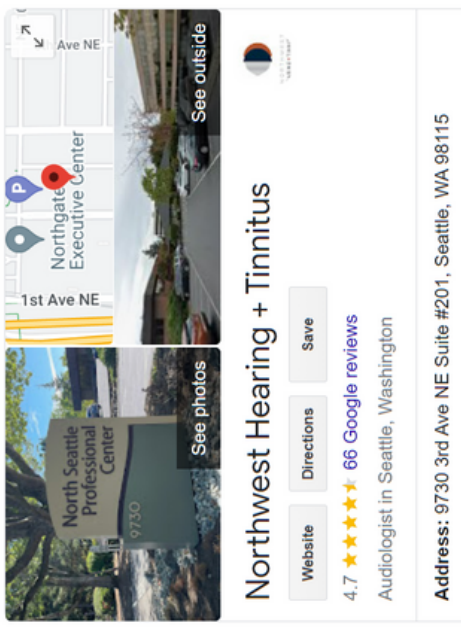 North Seattle
Professional
Center
9730
See photos
Ave NE
P
Northgate
Executive Center
1st Ave NE
See outside
Northwest Hearing + Tinnitus
NORTHWEST
Website
Directions
Save
4.7
66 Google reviews
Audiologist in Seattle, Washington
Address: 9730 3rd Ave NE Suite #201, Seattle, WA 98115